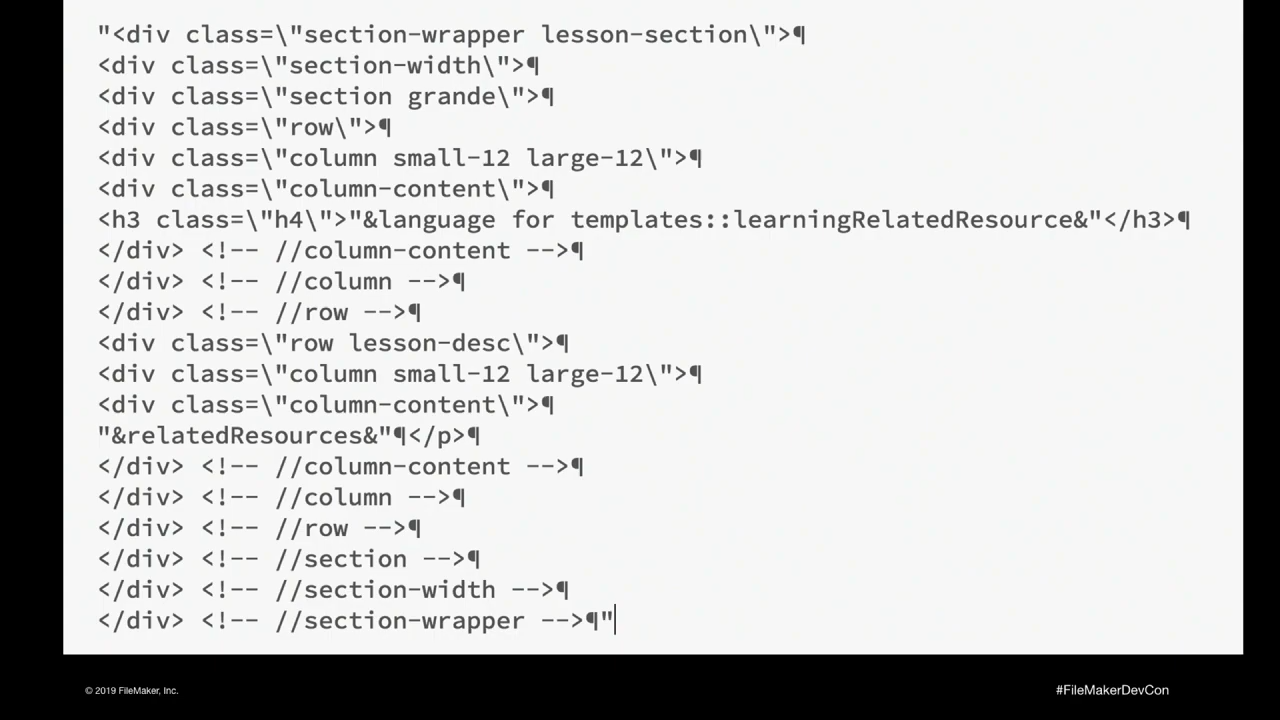 "<div class=\"section-wrapper lesson-section\">¶
<div class=\"section-width\">¶
<div class=\"section grande\">¶
<div class=\"row\">¶
<div class=\"column small-12 large-12\">¶
<div class=\"column-content\">¶
<h3 class=\"h4\">"&language for templates::learningRelatedResource&"</h3>¶
</div> <!-- //column-content -->¶
</div> <!-- //column -->¶
</div> <!-- //row -->¶
<div class=\"row lesson-desc\">¶
<div class=\"column small-12 large-12\">¶
<div class=\"column-content\">¶
"&relatedResources&"¶</p>¶
</div> <!-- //column-content -->¶
</div> <!-- //column -->¶
</div> <!-- //row -->¶
</div> <!-- //section -->¶
</div> <!-- //section-width -->¶
</div> <!-- //section-wrapper -->¶"
© 2019 FileMaker, Inc.
#FileMakerDevCon